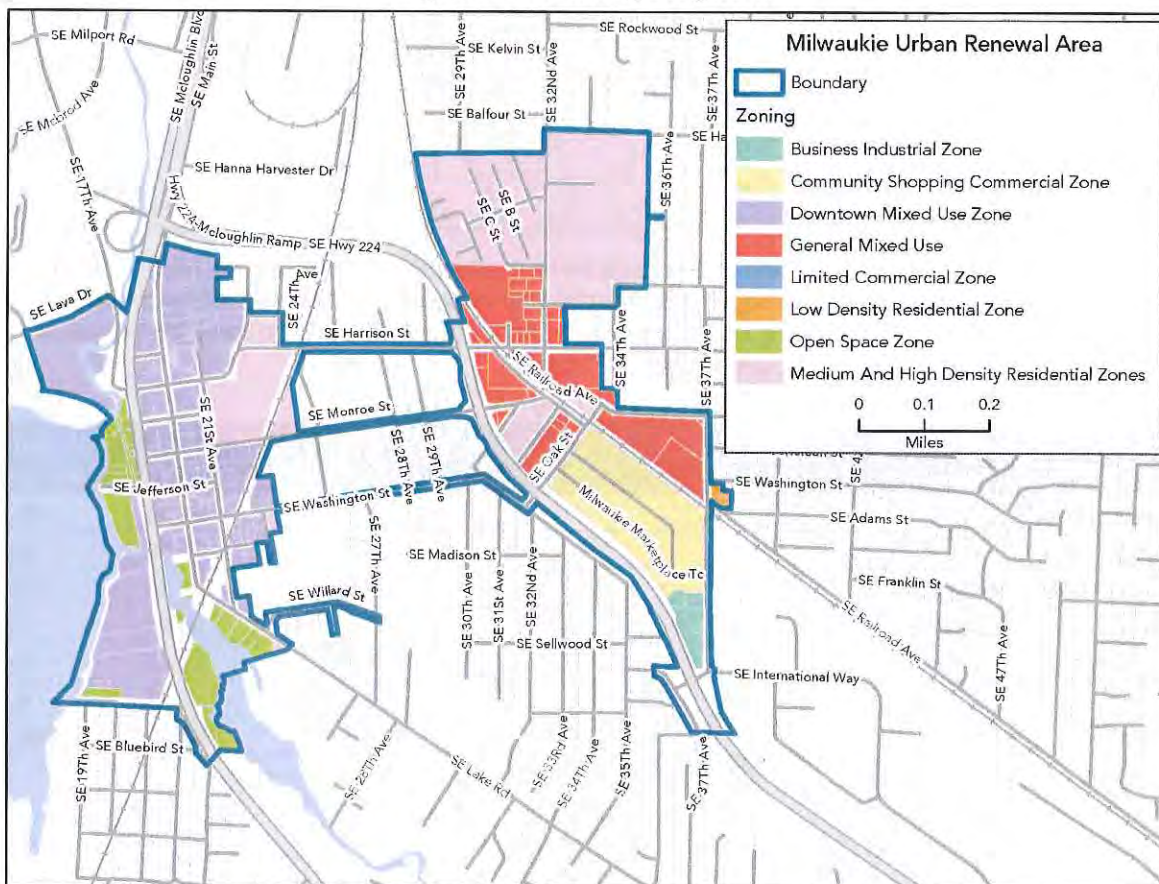 SE Milport Rd
SE Mcloughlin Blvd
SE Main St
SE 29Th Ave
SE Kelvin St
SE 32Nd Ave
SE Rockwood St
SE 37Th Ave
SE Mcbrod Ave
SE Balfour St
SE 36Th Ave
SE 17Th Ave
SE Hanna Harvester Dr
Hwy 224-Mcloughlin Ramp
SE Hwy 224
SE B St
SE C St
SE Lava Dr
SE 24Th Ave
SE Harrison St
SE Railroad Ave
SE 34Th Ave
SE 37Th Ave
SE 21St Ave
SE Monroe St
SE Oak St
SE Jefferson St
SE Washington St
SE 28Th Ave
SE 29Th Ave
SE 27Th Ave
Milwaukie Marketplace Tc
SE Washington St
SE Adams St
SE Madison St
SE Franklin St
SE Willard St
SE 30Th Ave
SE 31St Ave
SE 32Nd Ave
SE Sellwood St
SE Railroad Ave
SE 47Th Ave
SE International Way
SE Bluebird St
SE 19Th Ave
SE 28Th Ave
SE Lake Rd
SE 33Rd Ave
SE 34Th Ave
SE 35Th Ave
SE 37Th Ave
Milwaukie Urban Renewal Area
Boundary
Zoning
Business Industrial Zone
Community Shopping Commercial Zone
Downtown Mixed Use Zone
General Mixed Use
Limited Commercial Zone
Low Density Residential Zone
Open Space Zone
Medium And High Density Residential Zones
0 0.1 0.2
Miles